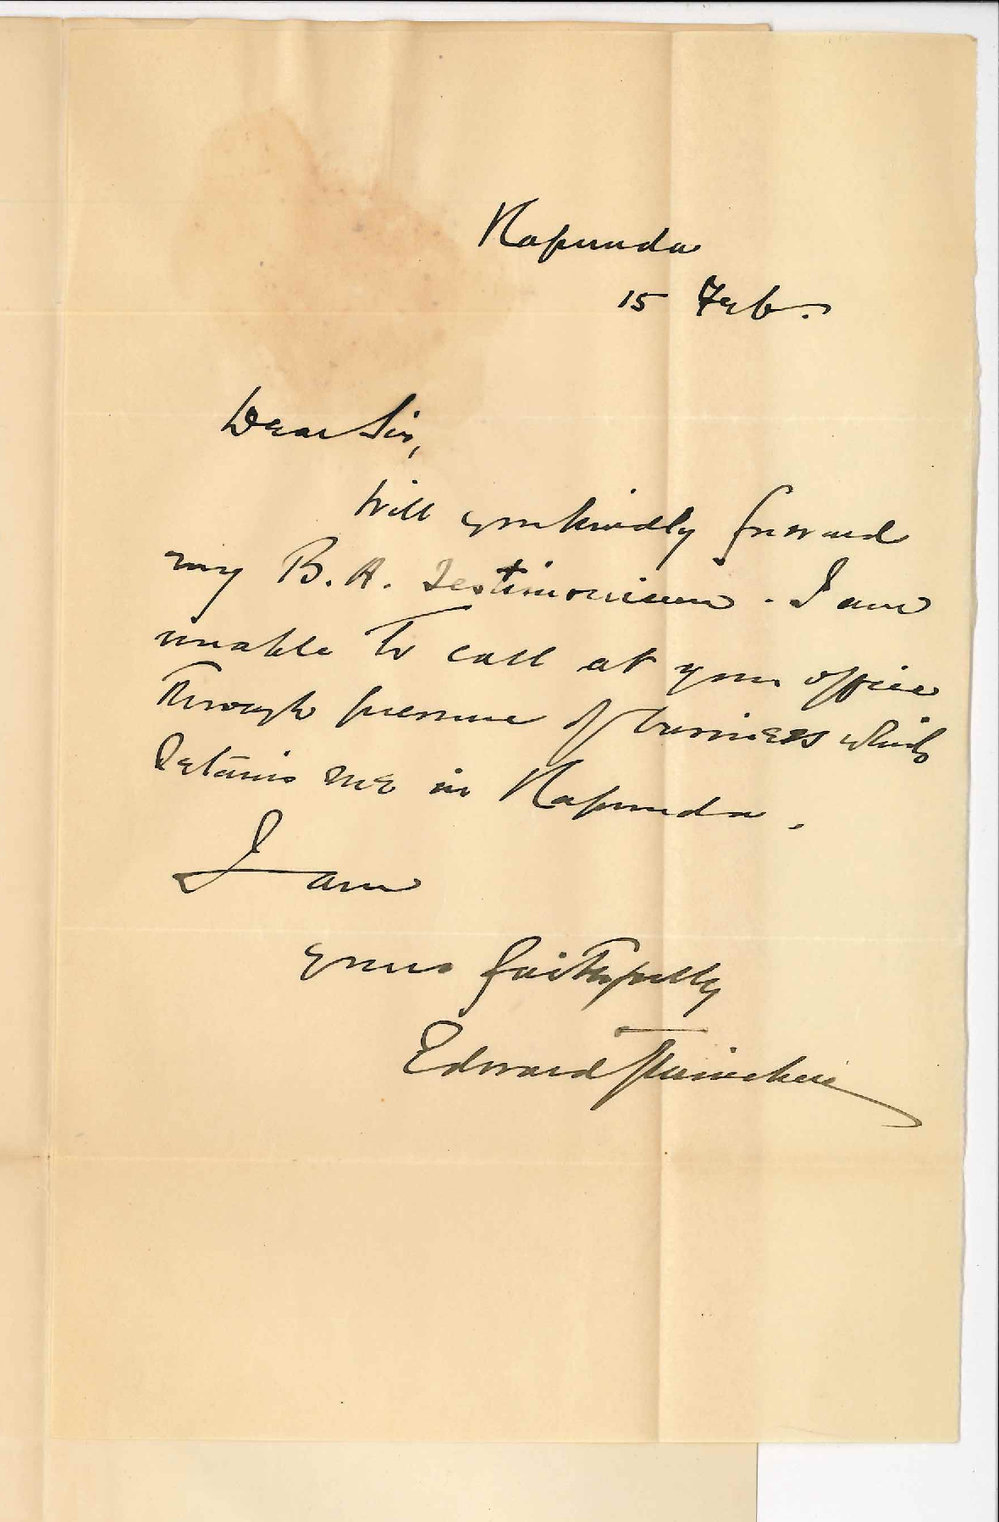 Kapunda
15 Feb.
Dear Sir,
Will you kindly forward
my B.A. Testimonium. I am
unable to call at your office
through pressure of business which
detains me in Kapunda.
I am
yours faithfully
Edward